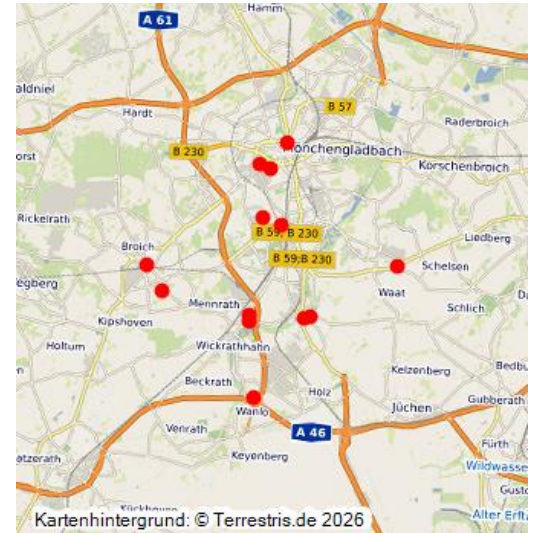 Hamm
A 61
aldniel
Hardt
B 57
Raderbroich
B 230
Mönchengladbach
orst
Korschenbroich
Rickelrath
B 59; B 230
Liedberg
Broich
B 59;B 230
Schelsen
egberg
Waat
Mennrath
Schlich
Kipshoven
Holtum
Wickrathhahn
Kelzenberg
Bedbu
Beckrath
Holz
Gubberath
Wanlo
Jüchen
Venrath
A 46
Fürth
Keyenberg
atzerath
Wildwasse
Gusto
Kückhoven
Alter Erft
Kartenhintergrund: © Terrestris.de 2026